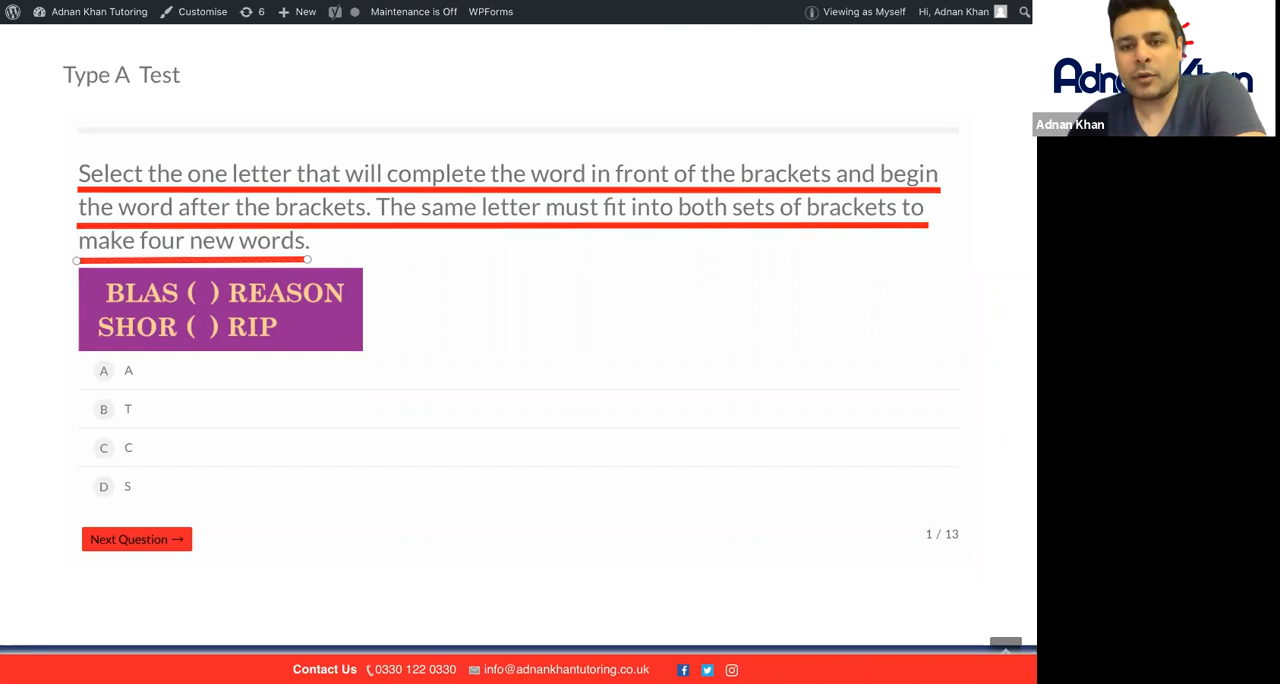 Adnan Khan Tutoring Customise 6 New Maintenance is Off WPForms Viewing as Myself Hi, Adnan Khan
Type A Test
Adnan Khan
Select the one letter that will complete the word in front of the brackets and begin
the word after the brackets. The same letter must fit into both sets of brackets to
make four new words.
BLAS ( ) REASON
SHOR ( ) RIP
A A
B T
C C
D S
Next Question →
1 / 13
Contact Us 0330 122 0330 info@adnankhantutoring.co.uk